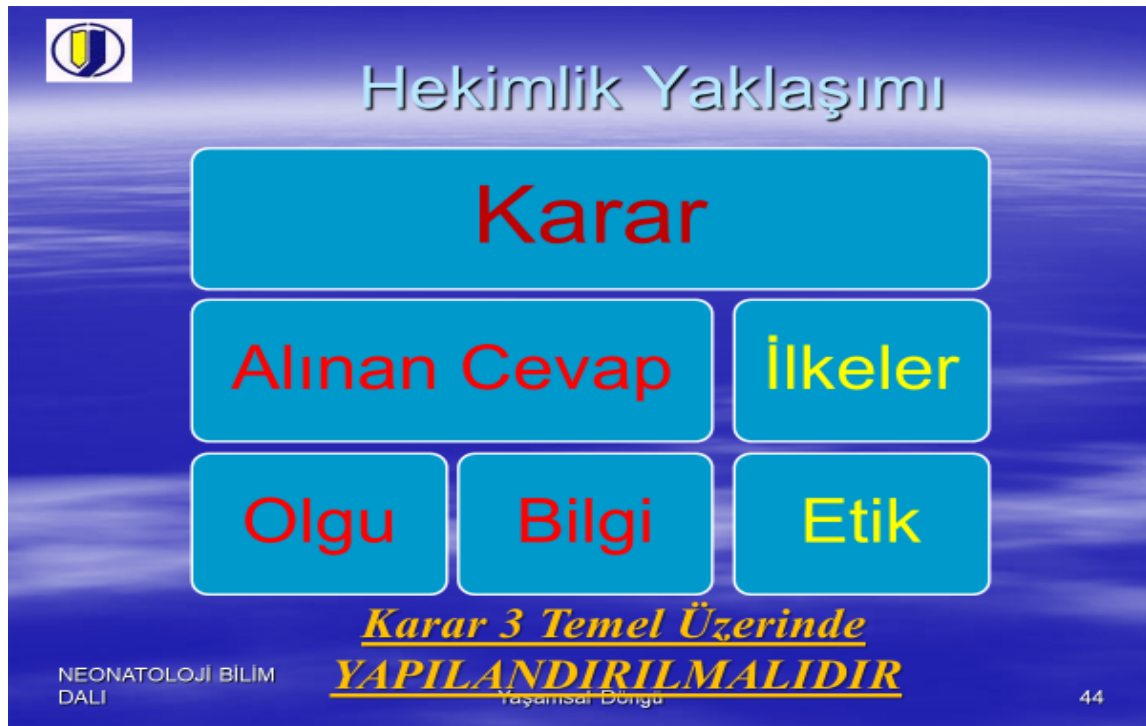 Hekimlik Yaklaşımı
Karar
Alınan Cevap
İlkeler
Olgu
Bilgi
Etik
Karar 3 Temel Üzerinde
YAPILANDIRILMALIDIR
NEONATOLOJİ BİLİM
DALI
Yaşamsal Döngü
44